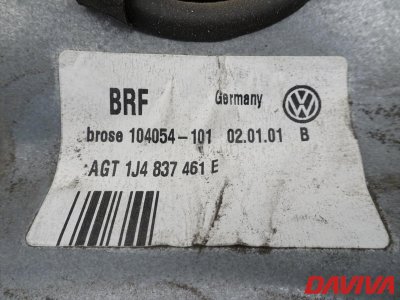 BRF Germany
brose 104054-101 02.01.01 B
AGT 1J4 837 461 E
DAVIVA